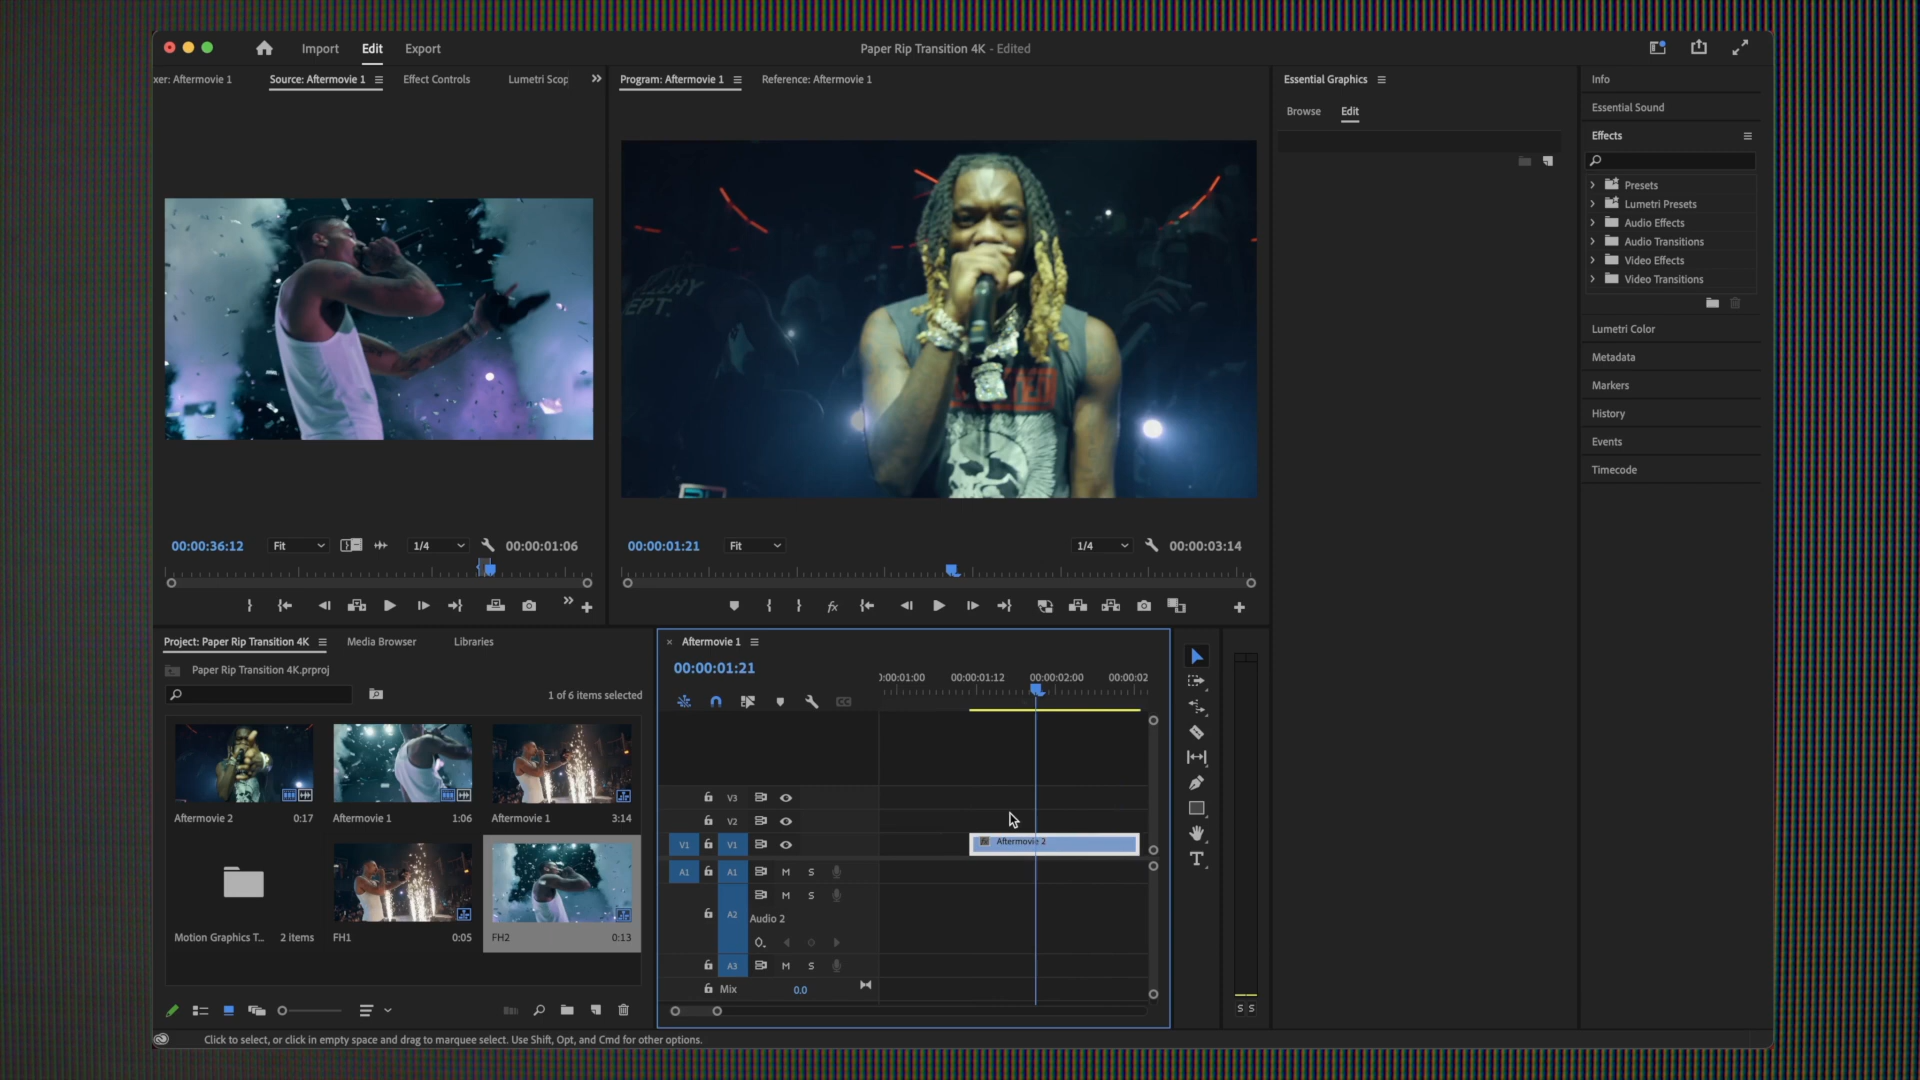 Import Edit Export
Paper Rip Transition 4K - Edited
xer: Aftermovie 1 Source: Aftermovie 1 Effect Controls Lumetri Scop
Program: Aftermovie 1 Reference: Aftermovie 1
Essential Graphics
Browse Edit
Info
Essential Sound
Effects
Presets
Lumetri Presets
Audio Effects
Audio Transitions
Video Effects
Video Transitions
Lumetri Color
Metadata
Markers
History
Events
Timecode
00:00:36:12 Fit 1/4 00:00:01:06
00:00:01:21 Fit 1/4 00:00:03:14
Project: Paper Rip Transition 4K Media Browser Libraries
Paper Rip Transition 4K.prproj
1 of 6 items selected
Aftermovie 2 0:17
Aftermovie 1 1:06
Aftermovie 1 3:14
Motion Graphics T... 2 items
FH1 0:05
FH2 0:13
× Aftermovie 1
00:00:01:21
:00:01:00 00:00:01:12 00:00:02:00 00:00:02
V3
V2
V1 V1
Aftermovie 2
A1 A1 M S
M S
A2 Audio 2
A3 M S
Mix 0.0
S S
Click to select, or click in empty space and drag to marquee select. Use Shift, Opt, and Cmd for other options.